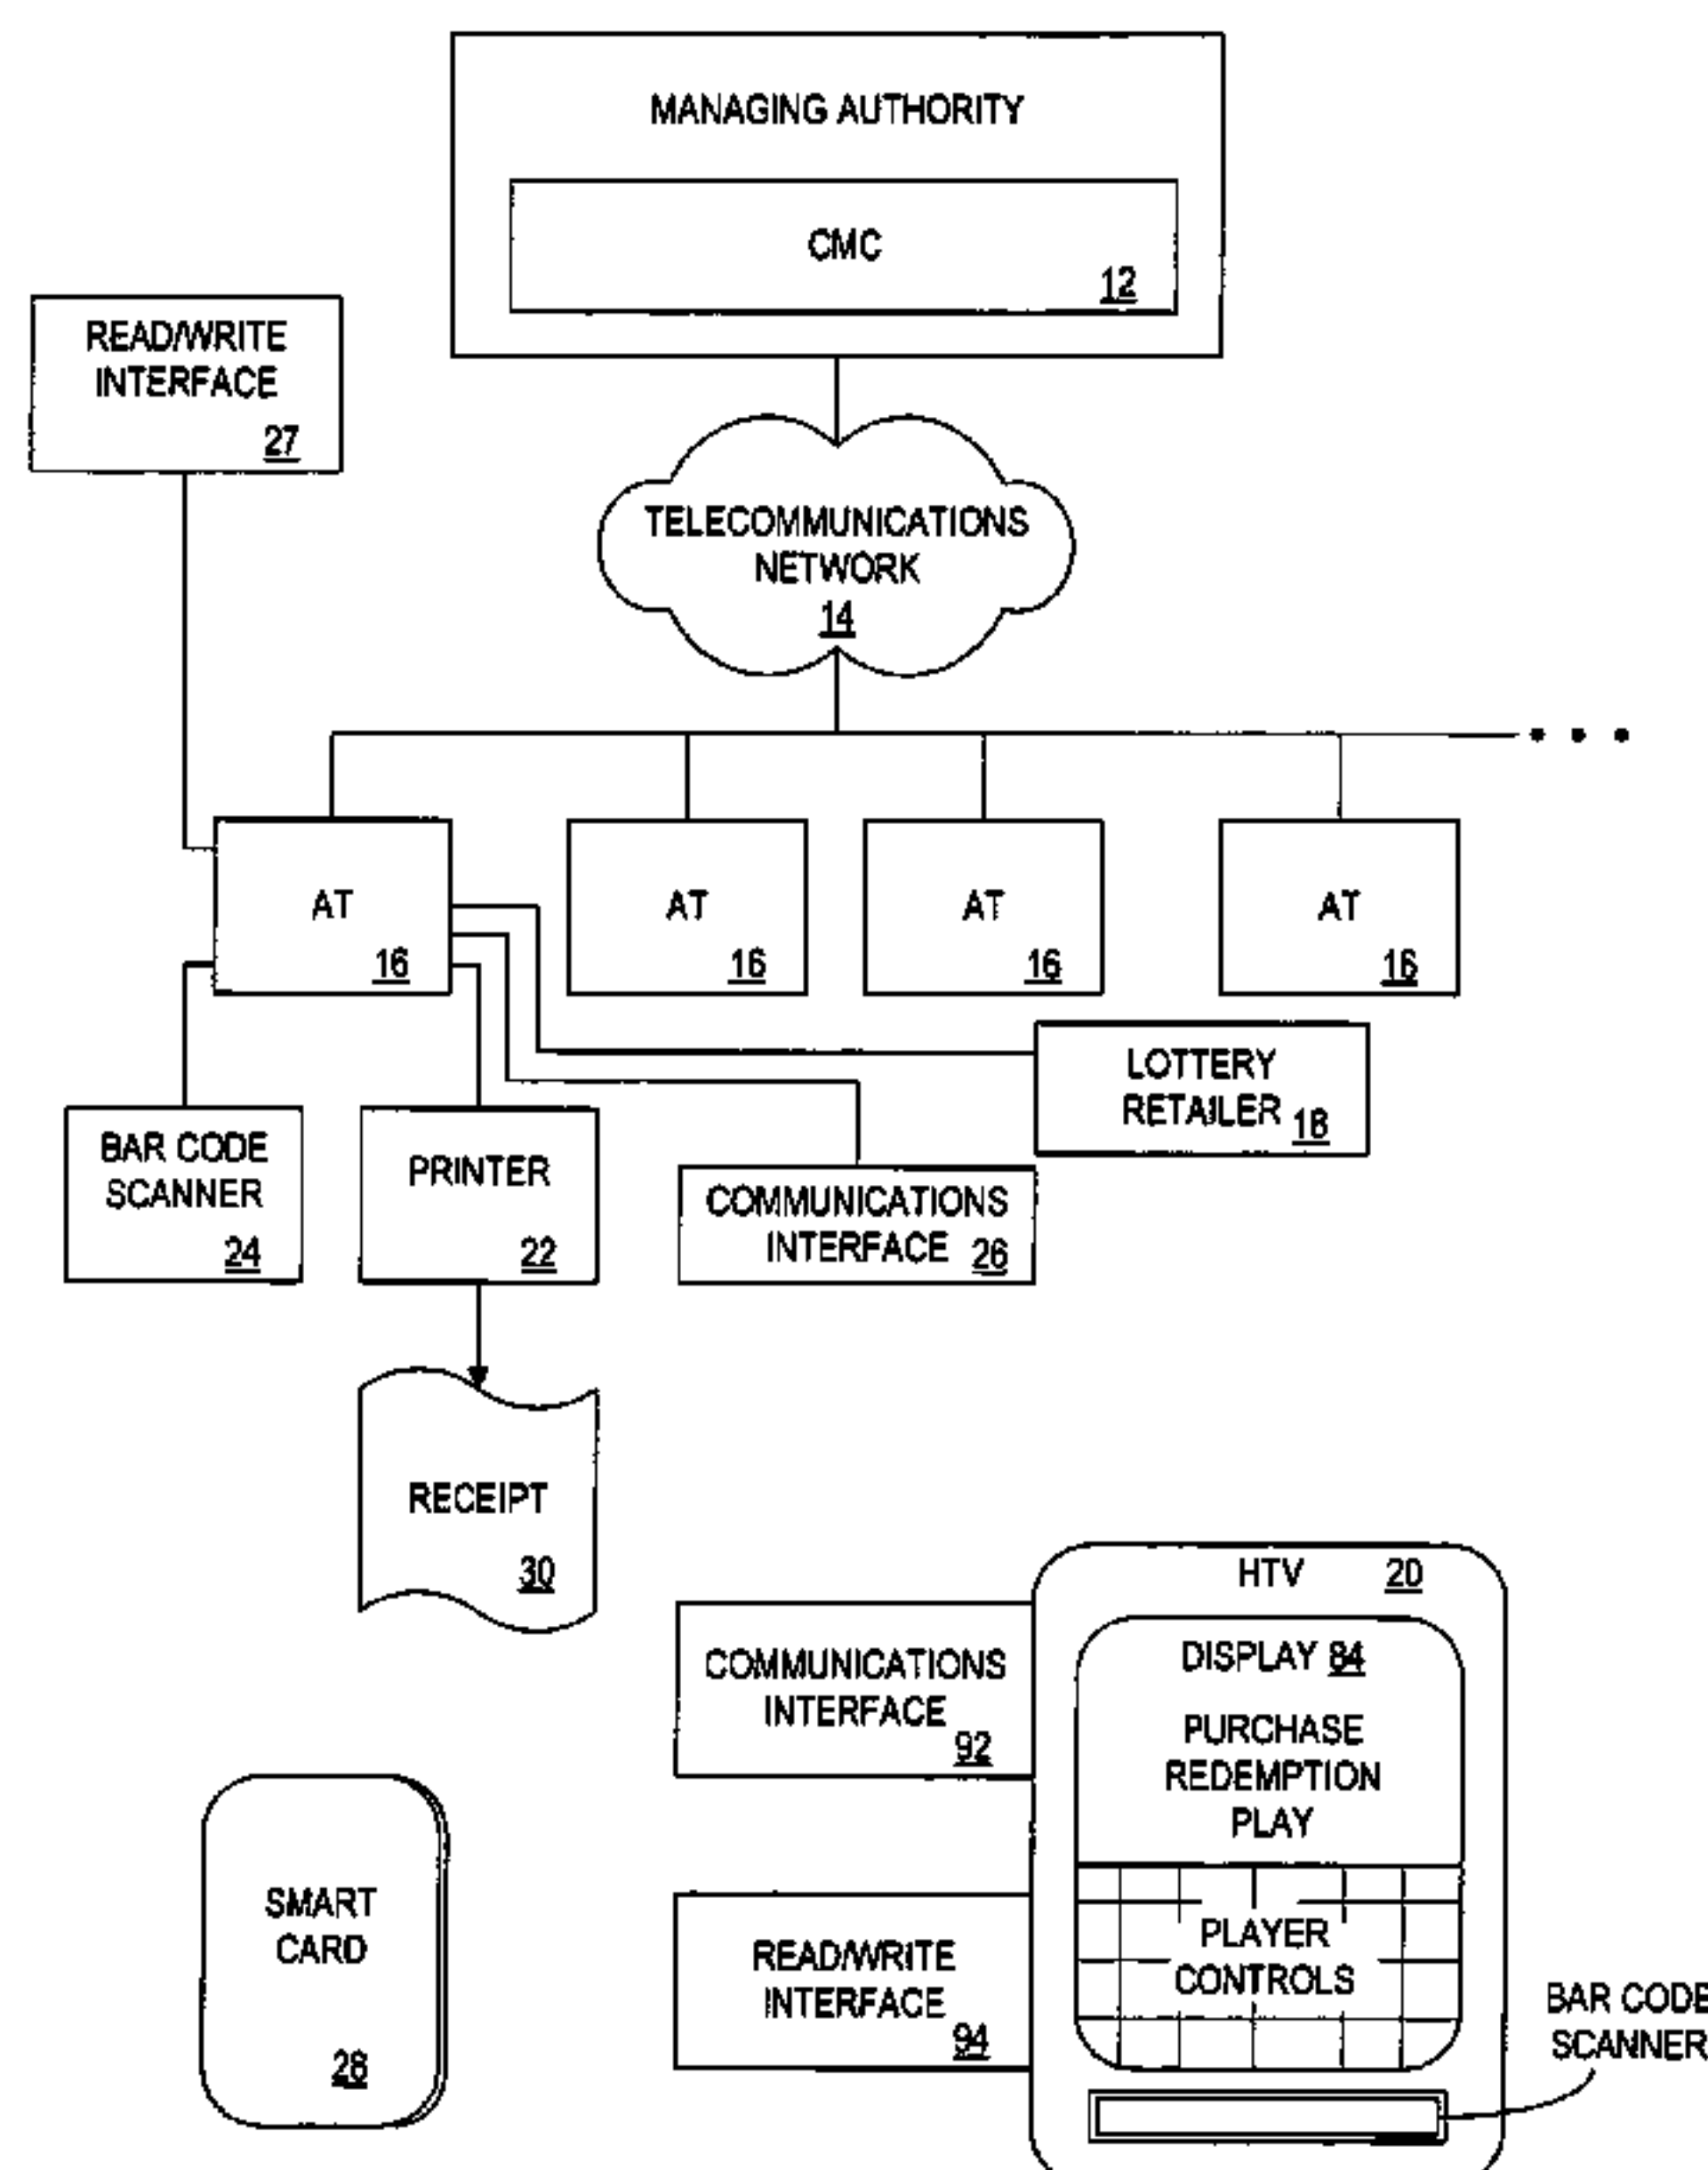 MANAGING AUTHORITY
CMC
12
READ/WRITE
INTERFACE
27
TELECOMMUNICATIONS
NETWORK
14
AT
16
AT
16
AT
16
AT
16
LOTTERY
RETAILER 18
BAR CODE
SCANNER
24
PRINTER
22
COMMUNICATIONS
INTERFACE 26
RECEIPT
30
HTV 20
DISPLAY 84
PURCHASE
REDEMPTION
PLAY
COMMUNICATIONS
INTERFACE
92
SMART
CARD
28
READ/WRITE
INTERFACE
94
PLAYER
CONTROLS
BAR CODE
SCANNER